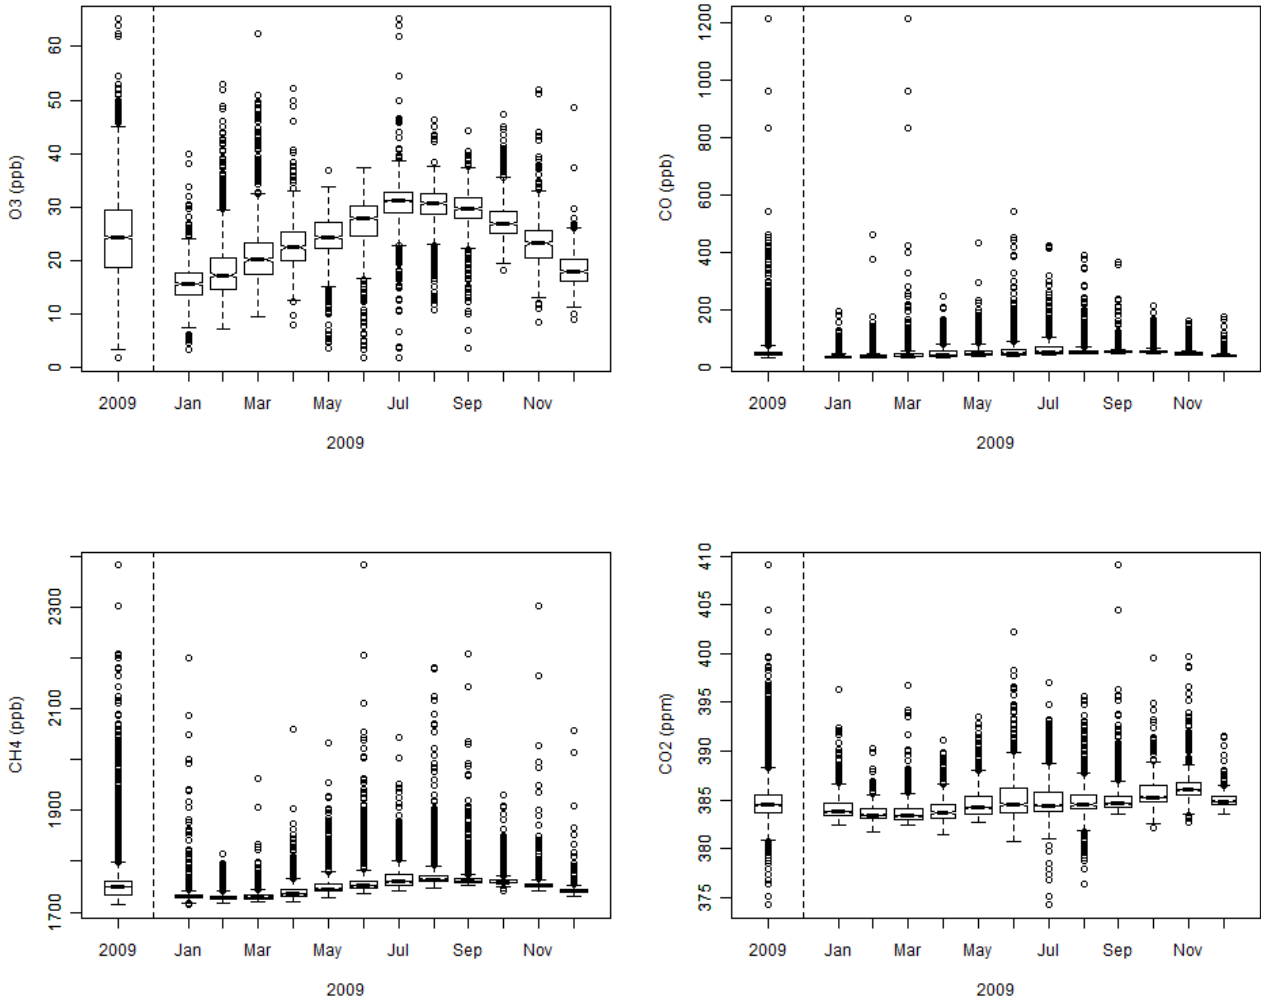 O3 (ppb)
60
50
40
30
20
10
0
2009
Jan
Mar
May
Jul
Sep
Nov
2009
CO (ppb)
1200
1000
800
600
400
200
0
2009
Jan
Mar
May
Jul
Sep
Nov
2009
CH4 (ppb)
2300
2100
1900
1700
2009
Jan
Mar
May
Jul
Sep
Nov
2009
CO2 (ppm)
410
405
400
395
390
385
380
375
2009
Jan
Mar
May
Jul
Sep
Nov
2009